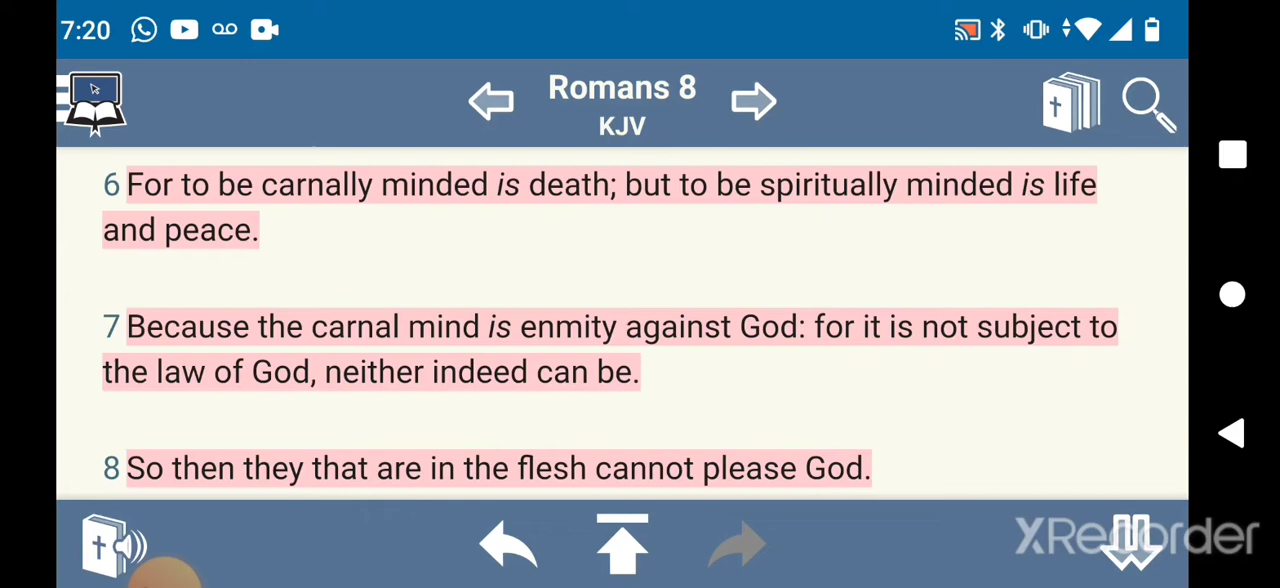 7:20
Romans 8
KJV
6 For to be carnally minded is death; but to be spiritually minded is life
and peace.
7 Because the carnal mind is enmity against God: for it is not subject to
the law of God, neither indeed can be.
8 So then they that are in the flesh cannot please God.
XRecorder